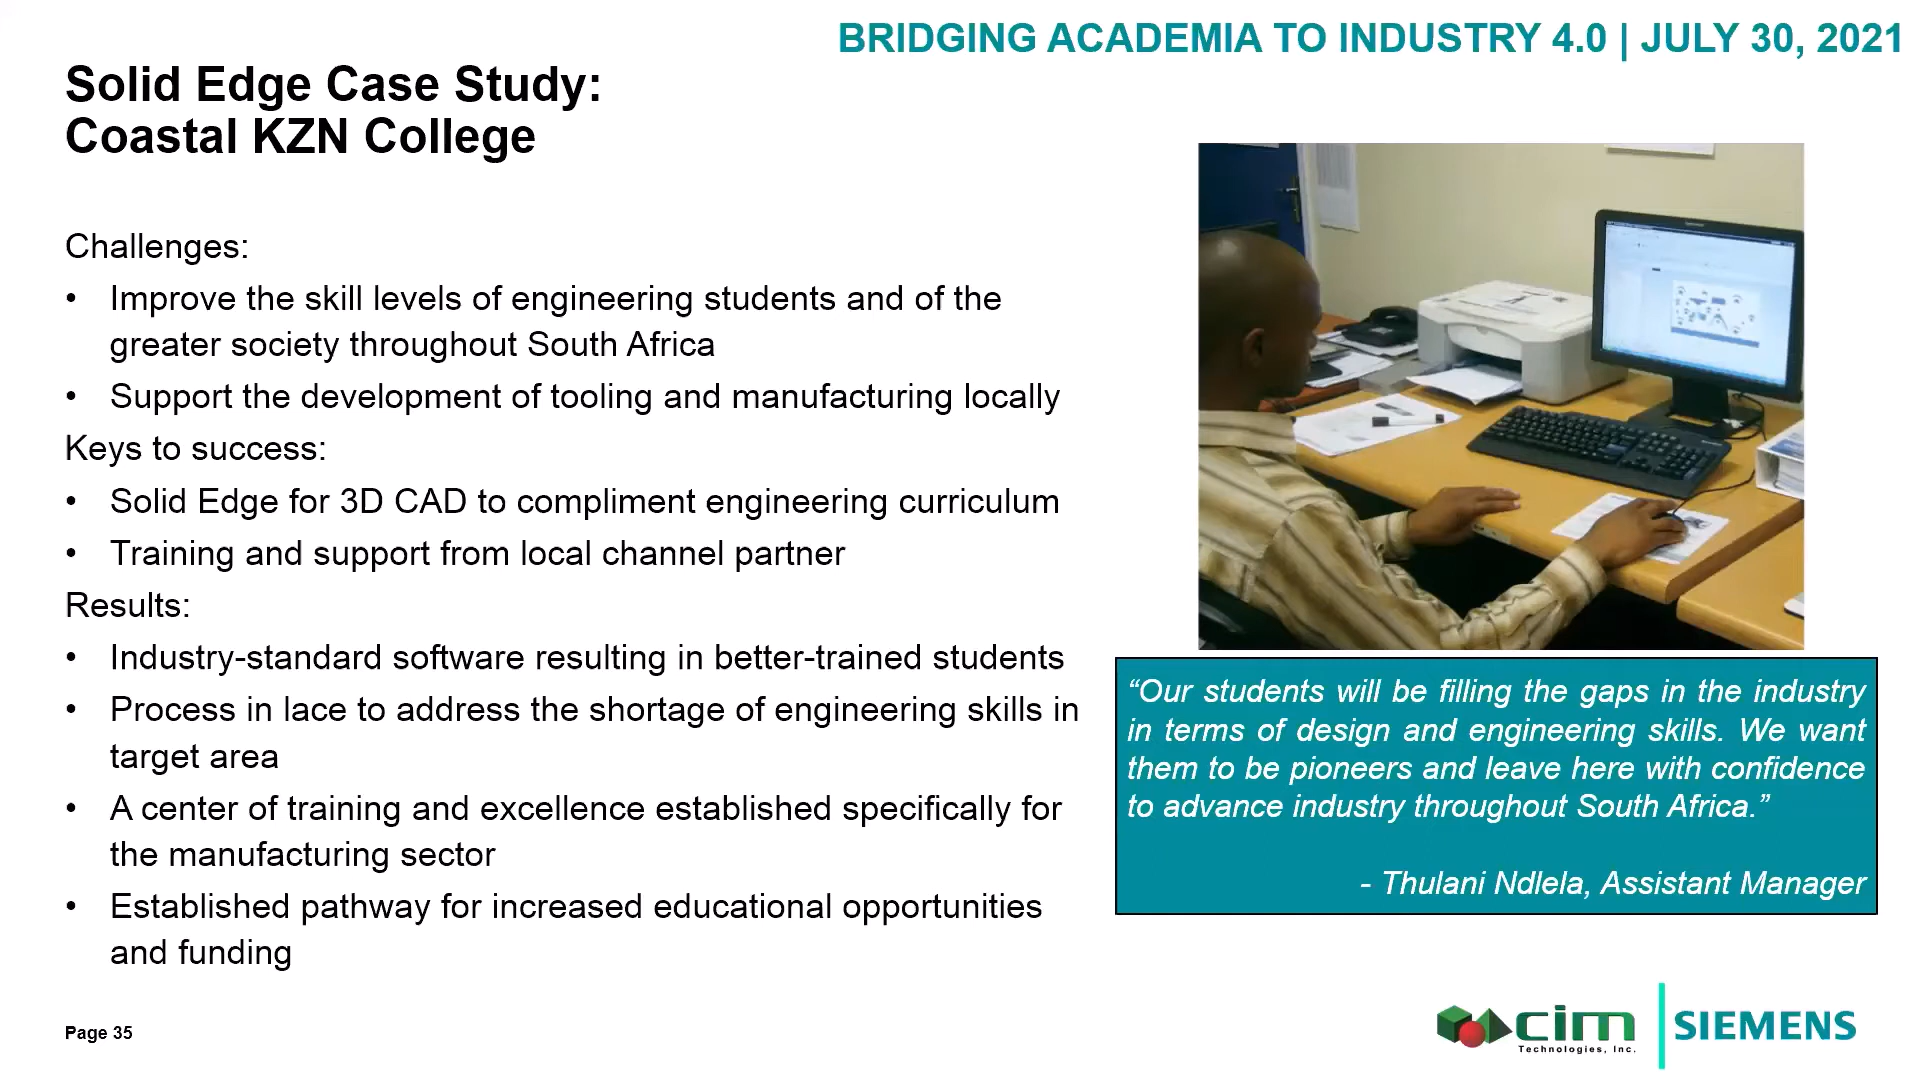 BRIDGING ACADEMIA TO INDUSTRY 4.0 | JULY 30, 2021
Solid Edge Case Study:
Coastal KZN College
Challenges:
• Improve the skill levels of engineering students and of the
greater society throughout South Africa
• Support the development of tooling and manufacturing locally
Keys to success:
• Solid Edge for 3D CAD to compliment engineering curriculum
• Training and support from local channel partner
Results:
• Industry-standard software resulting in better-trained students
• Process in lace to address the shortage of engineering skills in
target area
• A center of training and excellence established specifically for
the manufacturing sector
• Established pathway for increased educational opportunities
and funding
“Our students will be filling the gaps in the industry
in terms of design and engineering skills. We want
them to be pioneers and leave here with confidence
to advance industry throughout South Africa.”
- Thulani Ndlela, Assistant Manager
Page 35
cim
Technologies, Inc.
SIEMENS